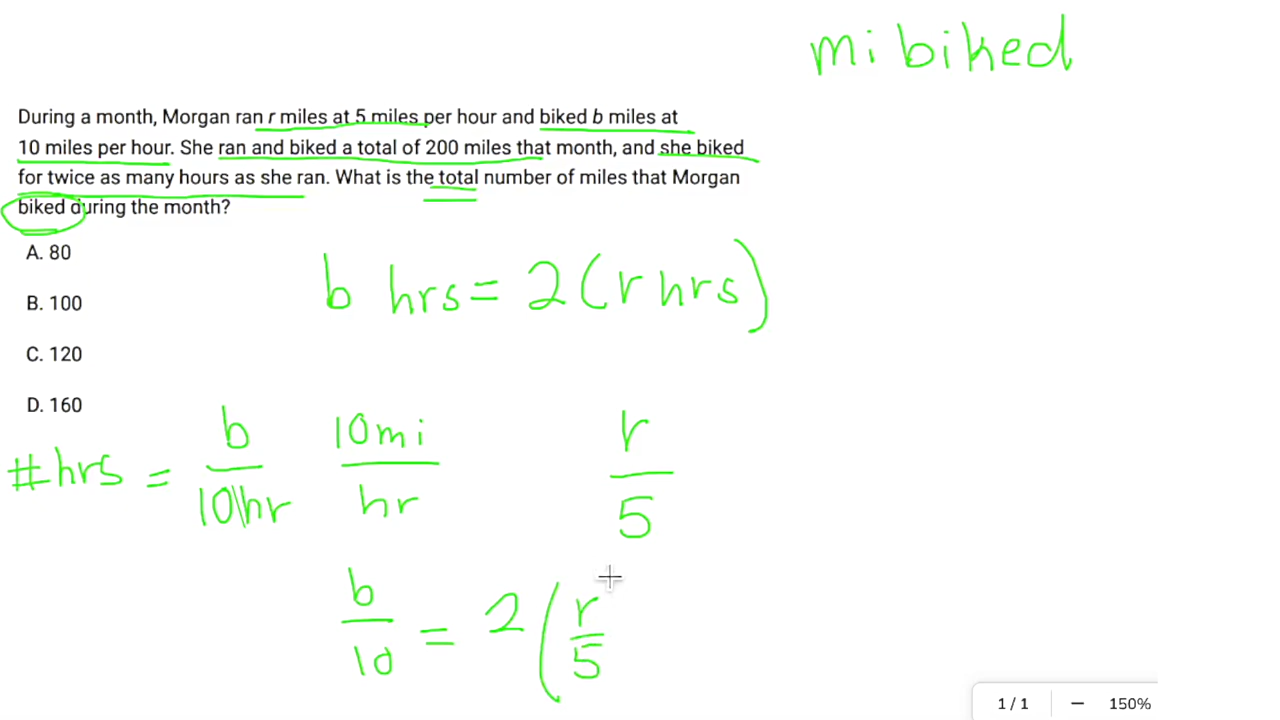 mi biked
During a month, Morgan ran r miles at 5 miles per hour and biked b miles at
10 miles per hour. She ran and biked a total of 200 miles that month, and she biked
for twice as many hours as she ran. What is the total number of miles that Morgan
biked during the month?
A. 80
B. 100
C. 120
D. 160
b hrs = 2 (r hrs)
#hrs = b/10 hr 10mi/hr r/5
b/10 = 2 (r/5
1 / 1 − 150%